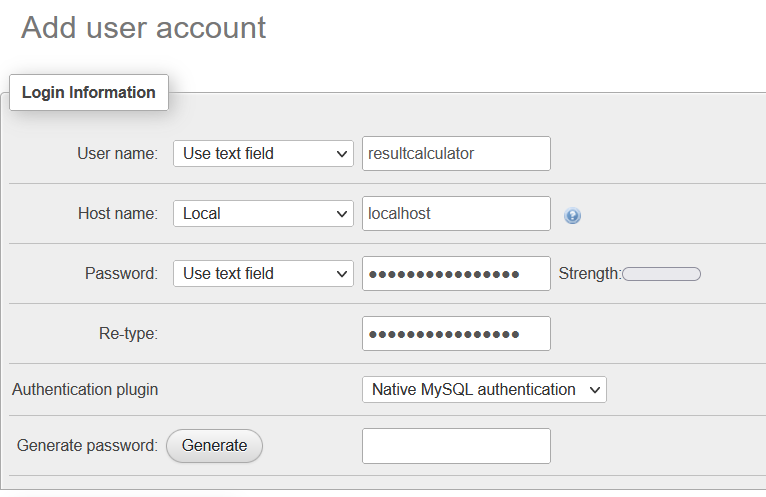 Add user account
Login Information
User name: Use text field resultcalculator
Host name: Local localhost
Password: Use text field ●●●●●●●●●●●●●●●● Strength:
Re-type: ●●●●●●●●●●●●●●●●
Authentication plugin Native MySQL authentication
Generate password: Generate